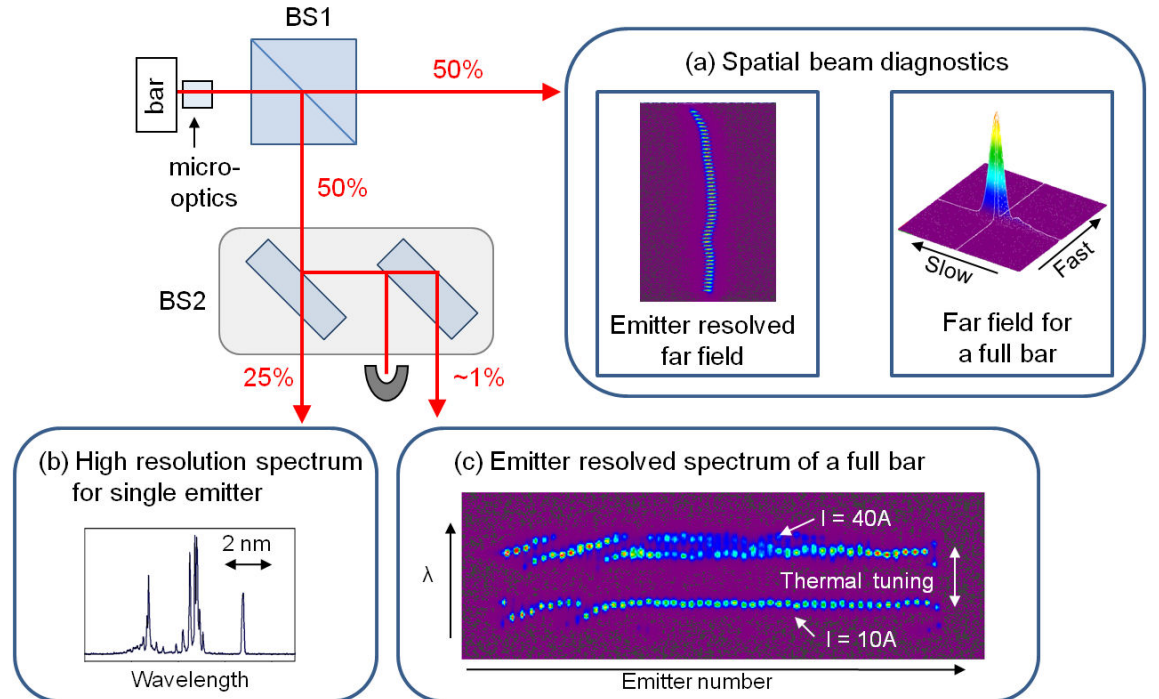 BS1
bar
micro-
optics
50%
50%
BS2
25%
~1%
(a) Spatial beam diagnostics
Emitter resolved
far field
Slow
Fast
Far field for
a full bar
(b) High resolution spectrum
for single emitter
2 nm
Wavelength
(c) Emitter resolved spectrum of a full bar
λ
I = 40A
Thermal tuning
I = 10A
Emitter number